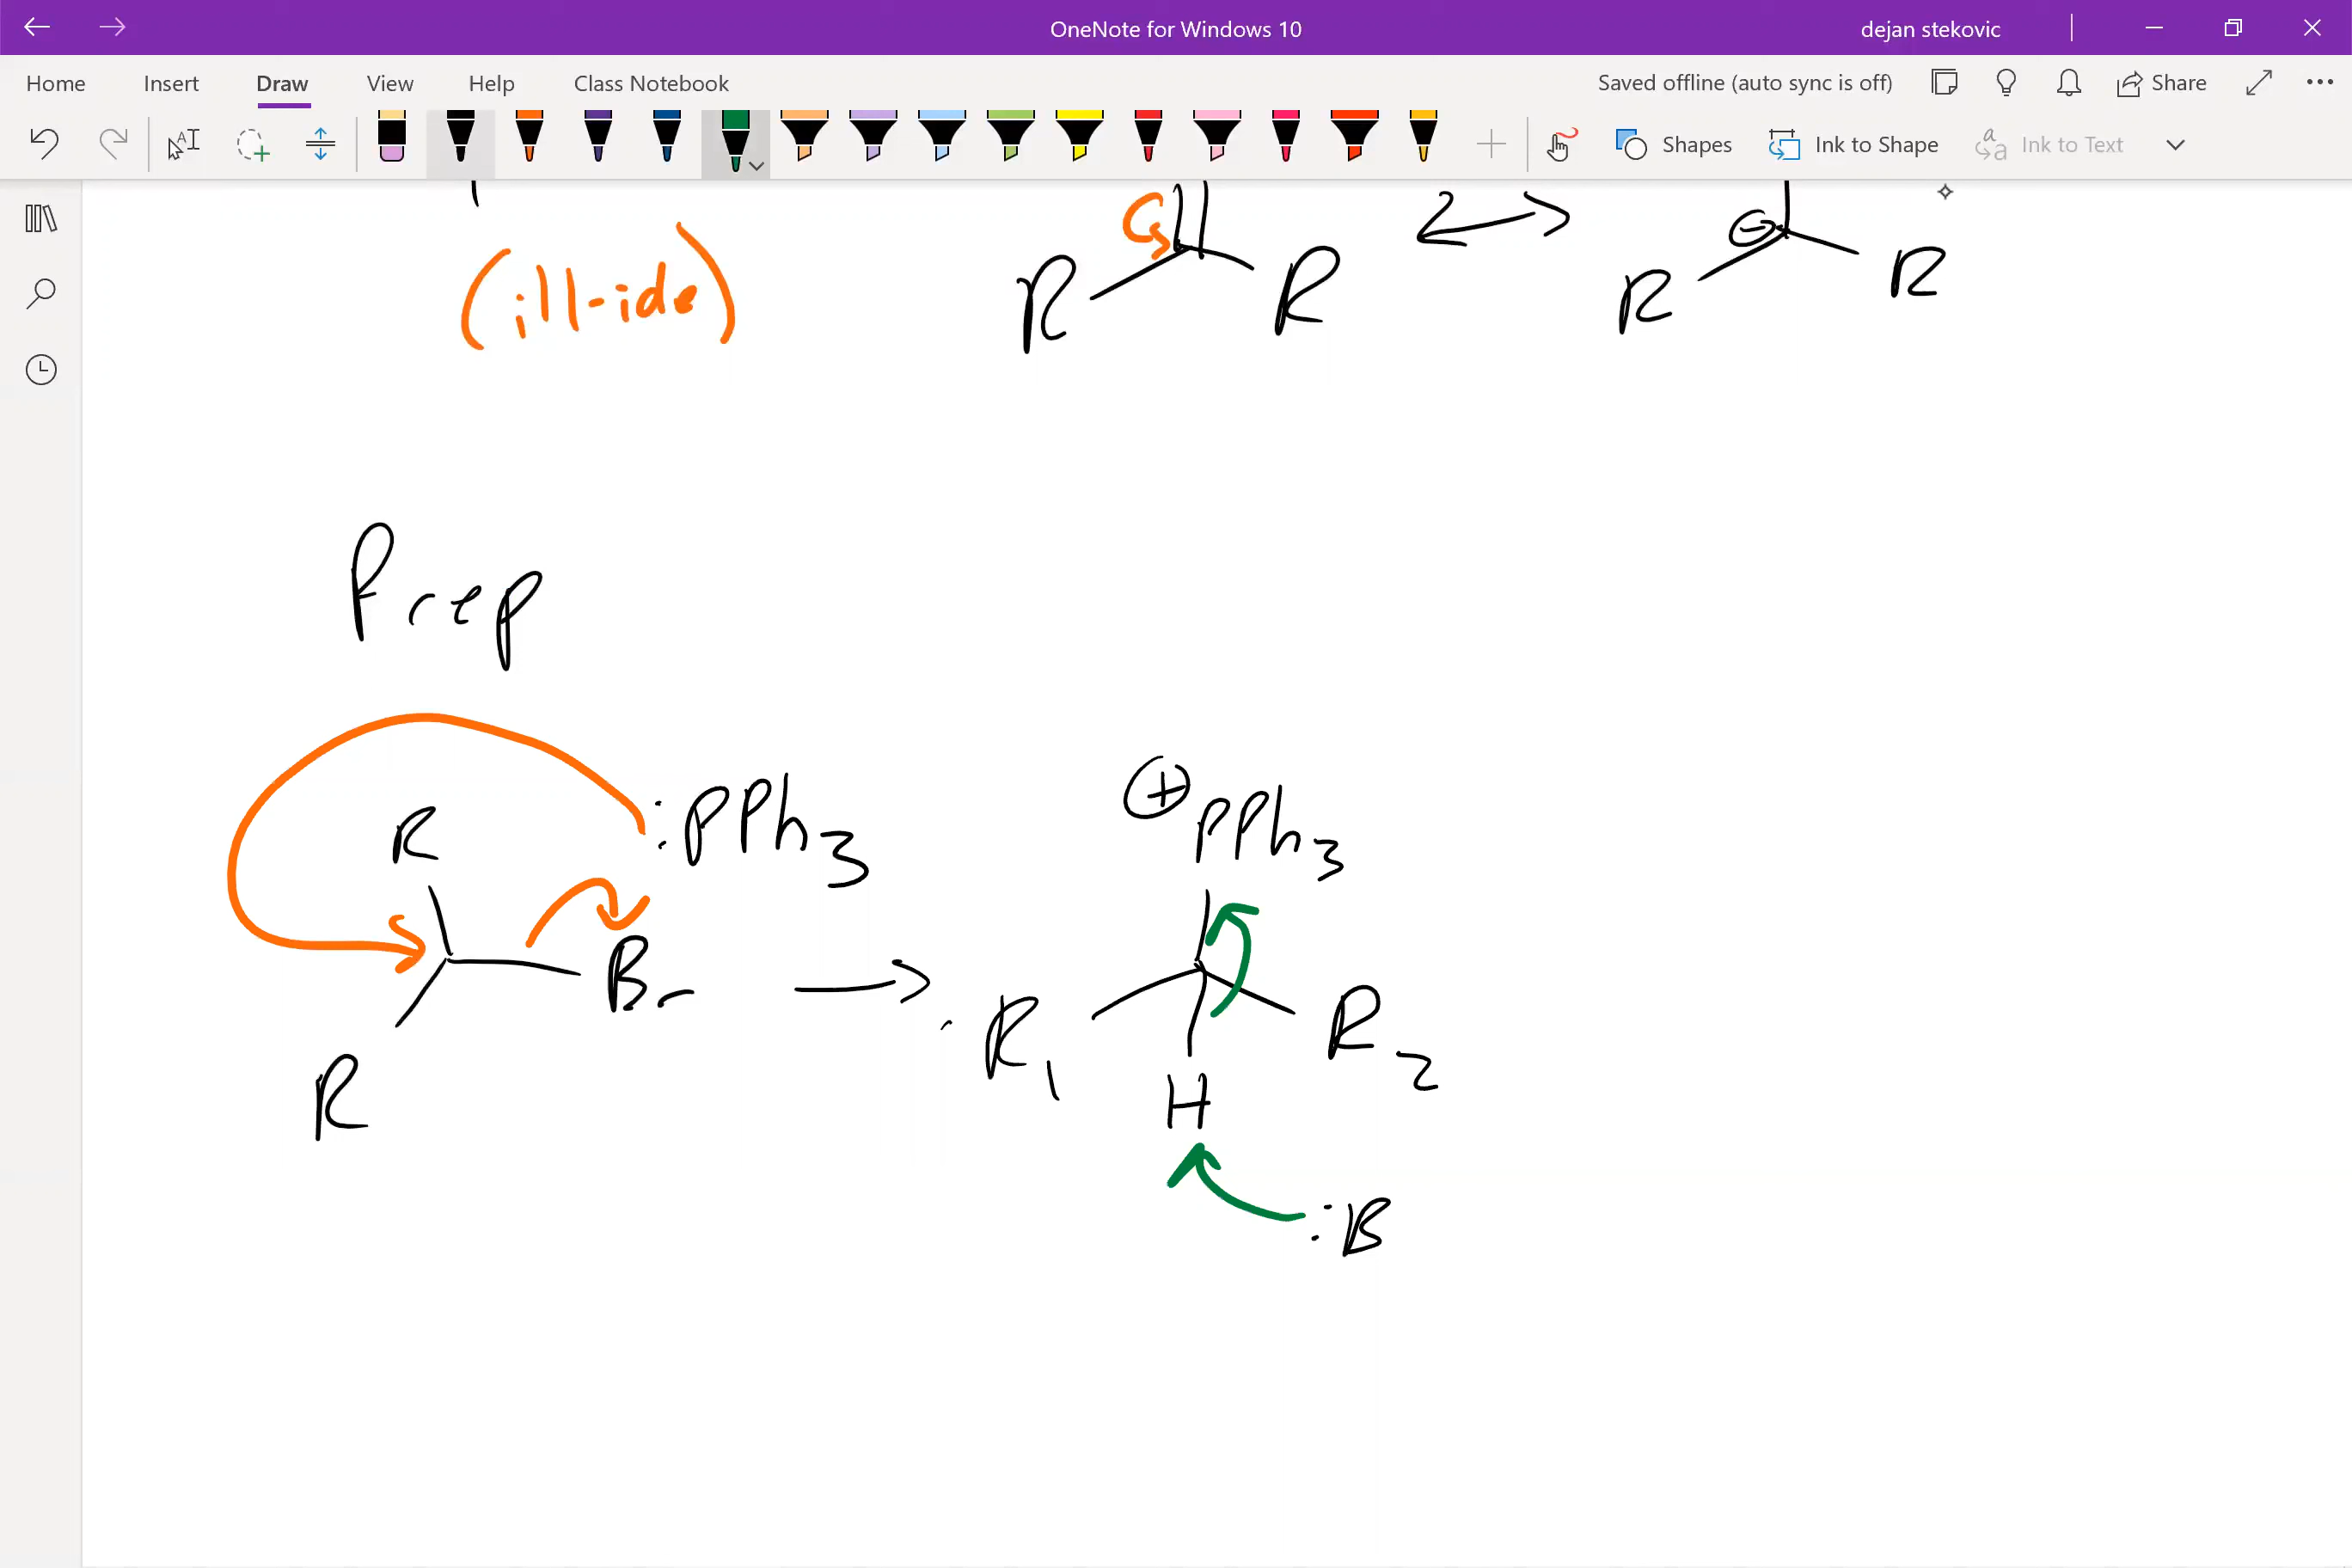 OneNote for Windows 10
dejan stekovic
Home Insert Draw View Help Class Notebook
Saved offline (auto sync is off) Share
Shapes Ink to Shape Ink to Text
R R R R
(ill-ide)
Prep
R :PPh3
Br
R
⊕
PPh3
R1 R2
H
:B